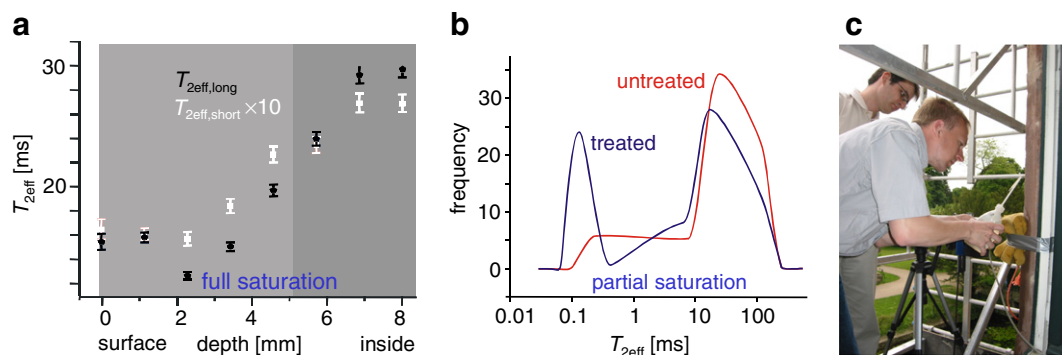 a
30
20
T2eff [ms]
T2eff,long
T2eff,short ×10
full saturation
0 2 4 6 8
surface depth [mm] inside
b
30
20
10
0
frequency
untreated
treated
partial saturation
0.01 0.1 1 10 100
T2eff [ms]
c